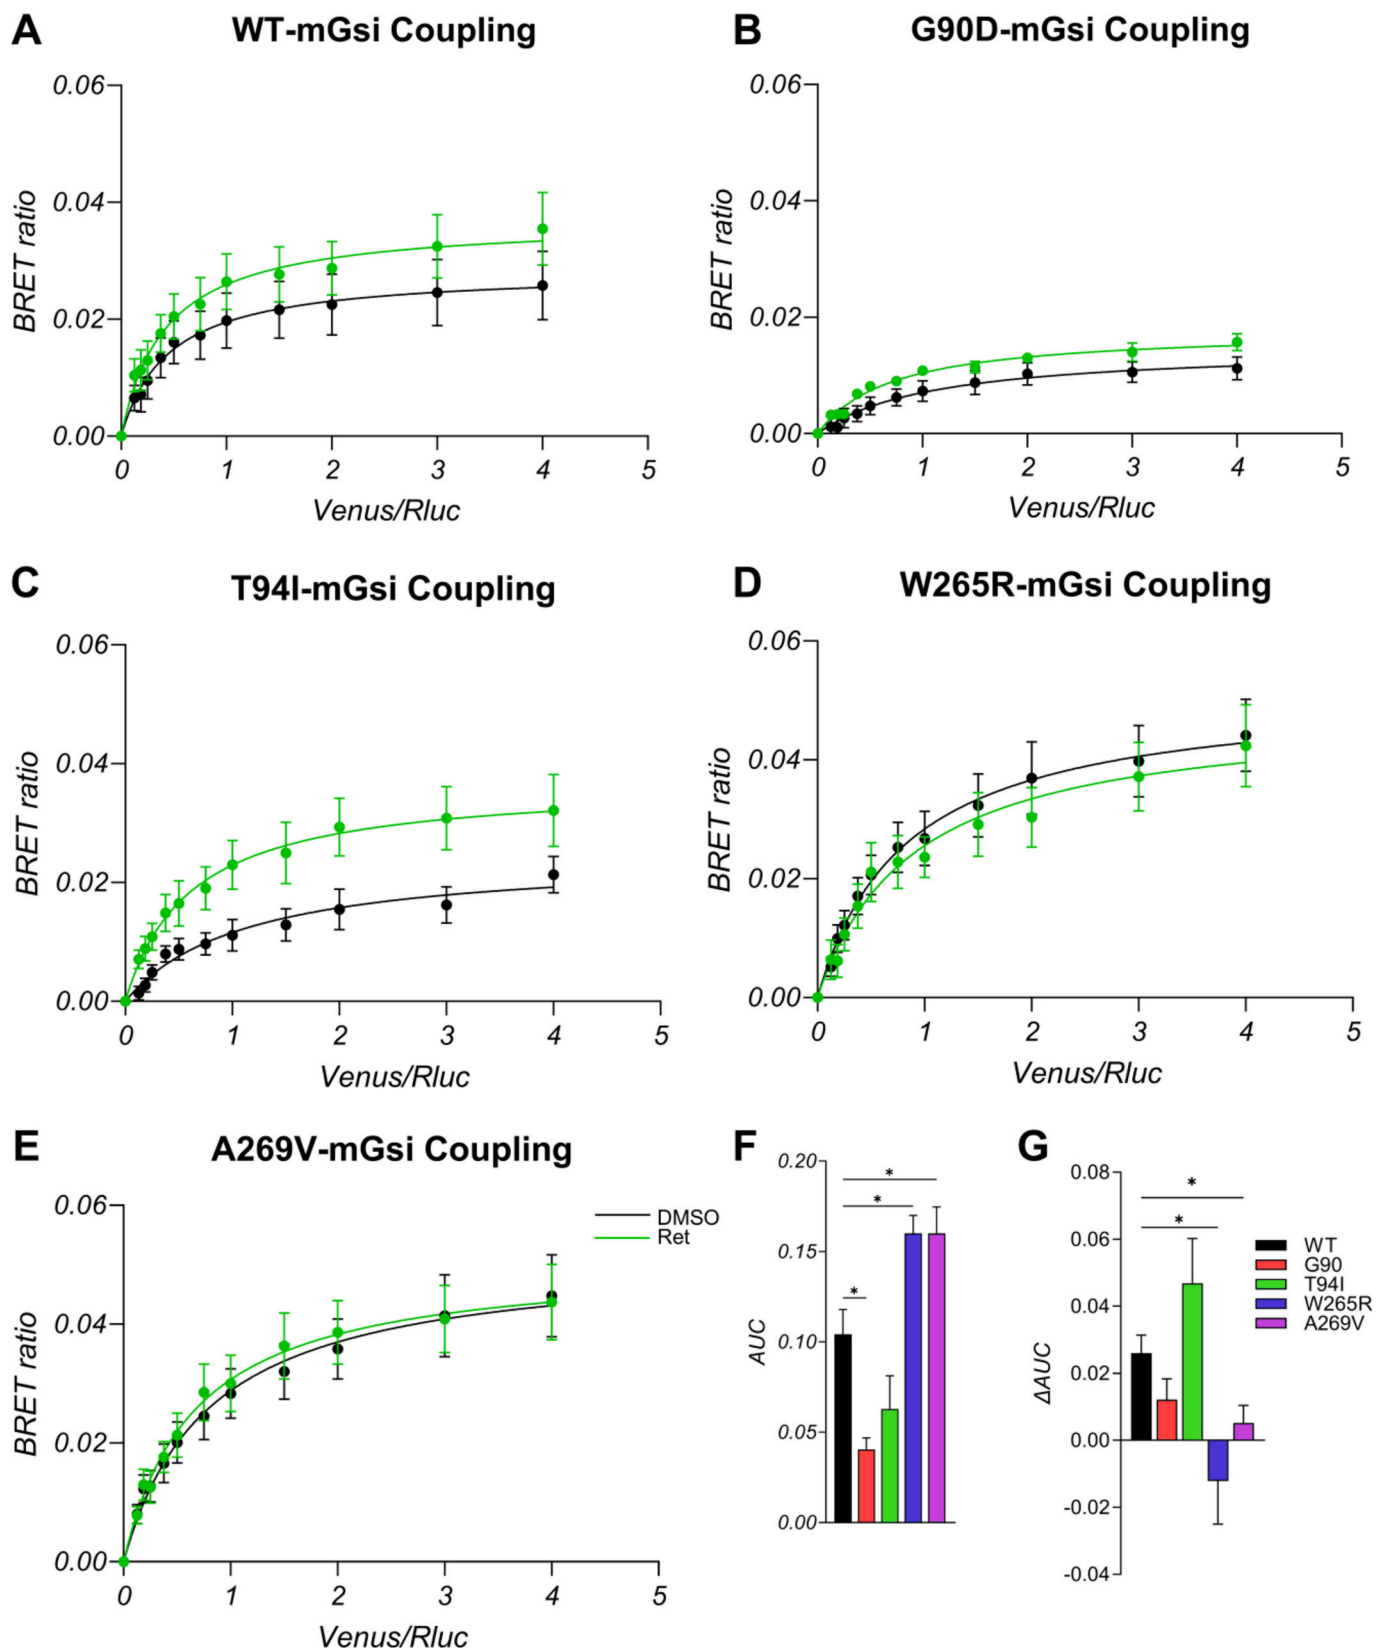 A
WT-mGsi Coupling
0.06
0.04
0.02
0.00
BRET ratio
0 1 2 3 4 5
Venus/Rluc
B
G90D-mGsi Coupling
0.06
0.04
0.02
0.00
BRET ratio
0 1 2 3 4 5
Venus/Rluc
C
T94I-mGsi Coupling
0.06
0.04
0.02
0.00
BRET ratio
0 1 2 3 4 5
Venus/Rluc
D
W265R-mGsi Coupling
0.06
0.04
0.02
0.00
BRET ratio
0 1 2 3 4 5
Venus/Rluc
E
A269V-mGsi Coupling
0.06
0.04
0.02
0.00
BRET ratio
0 1 2 3 4 5
Venus/Rluc
DMSO
Ret
F
0.20
0.15
0.10
0.05
0.00
AUC
*
*
*
G
0.08
0.06
0.04
0.02
0.00
-0.02
-0.04
ΔAUC
*
*
WT
G90
T94I
W265R
A269V